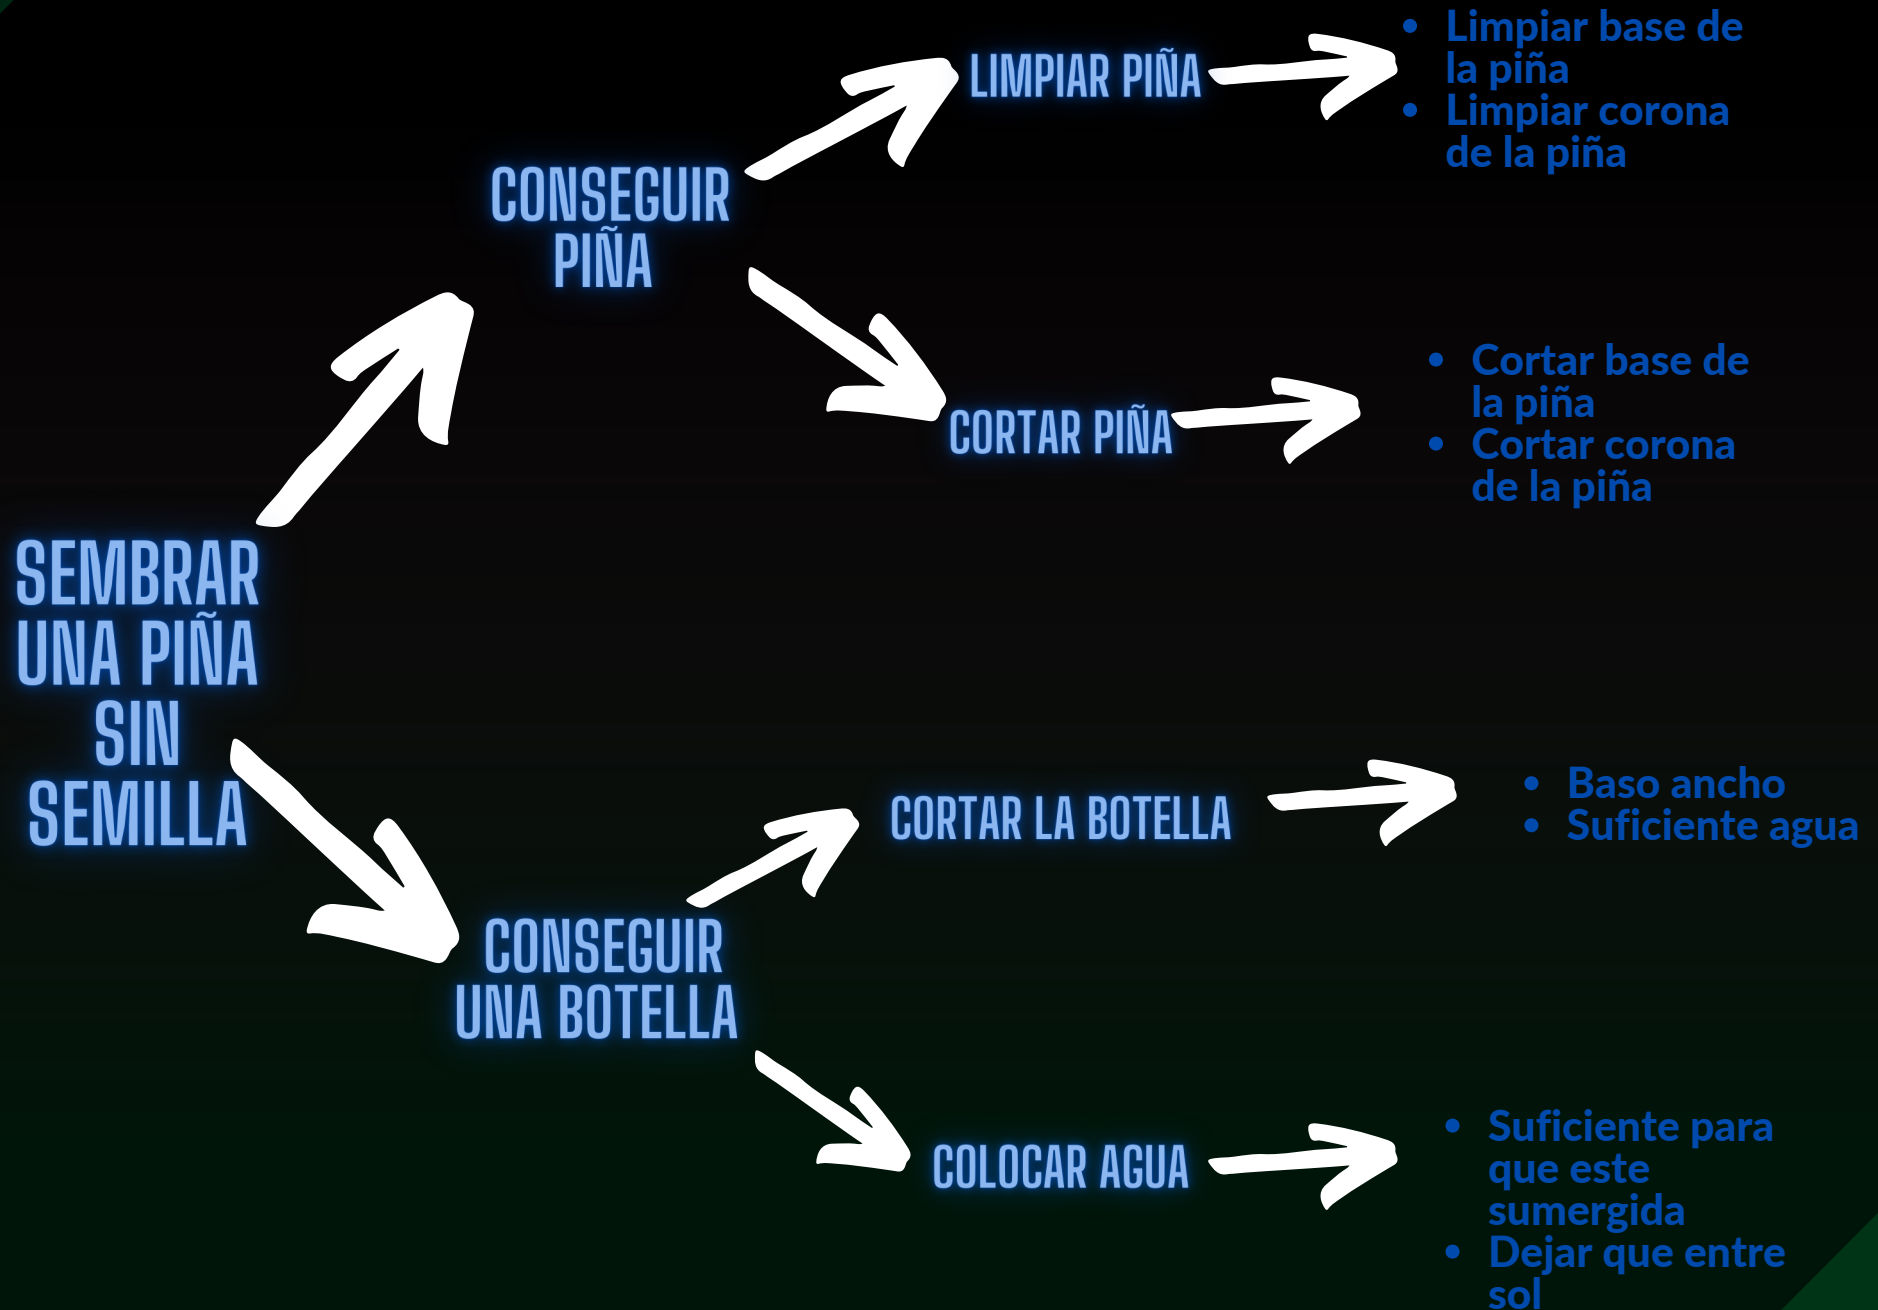 SEMBRAR
UNA PIÑA
SIN
SEMILLA
CONSEGUIR
PIÑA
LIMPIAR PIÑA
• Limpiar base de
la piña
• Limpiar corona
de la piña
CORTAR PIÑA
• Cortar base de
la piña
• Cortar corona
de la piña
CONSEGUIR
UNA BOTELLA
CORTAR LA BOTELLA
• Baso ancho
• Suficiente agua
COLOCAR AGUA
• Suficiente para
que este
sumergida
• Dejar que entre
sol